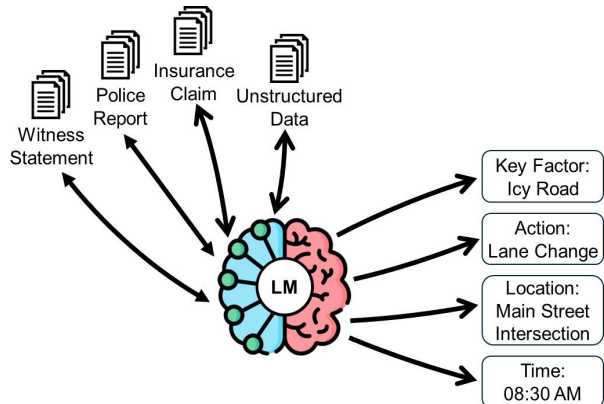 Witness
Statement
Police
Report
Insurance
Claim
Unstructured
Data
LM
Key Factor:
Icy Road
Action:
Lane Change
Location:
Main Street
Intersection
Time:
08:30 AM